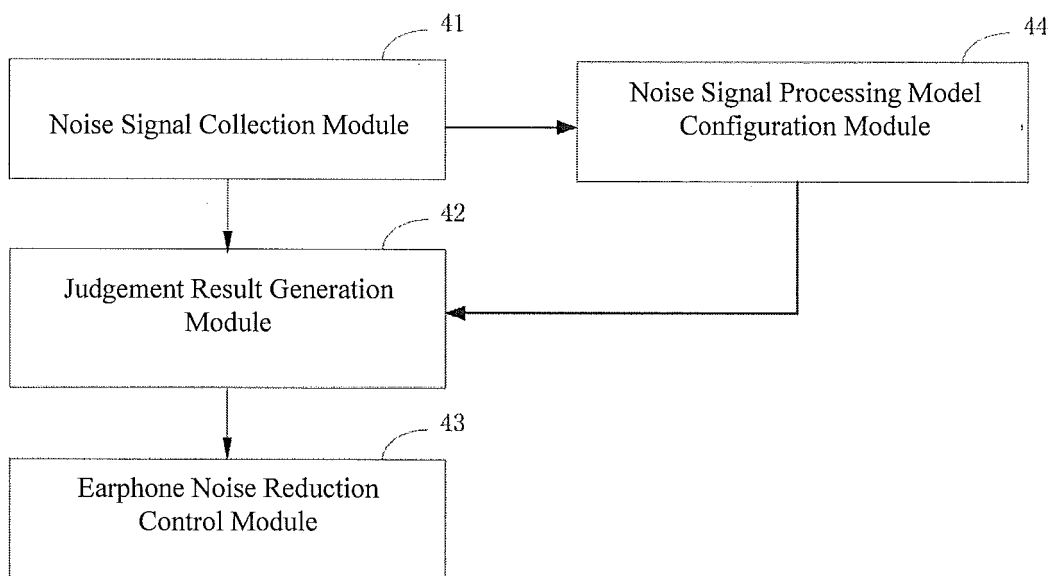 41
Noise Signal Collection Module
44
Noise Signal Processing Model
Configuration Module
42
Judgement Result Generation
Module
43
Earphone Noise Reduction
Control Module